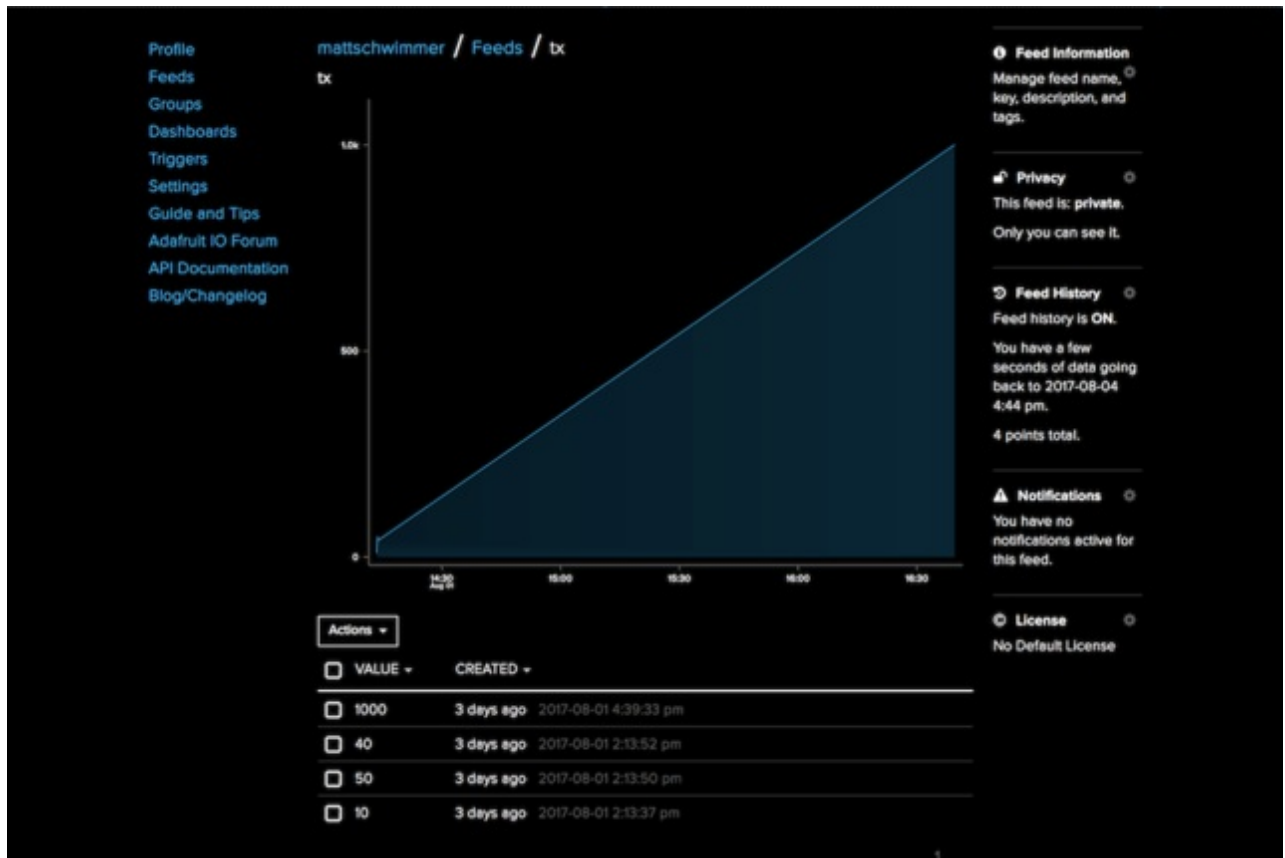 Profile
Feeds
Groups
Dashboards
Triggers
Settings
Guide and Tips
Adafruit IO Forum
API Documentation
Blog/Changelog
mattschwimmer / Feeds / tx
tx
1.0k
500
0
14:30
Aug 01
15:00
15:30
16:00
16:30
Actions
VALUE CREATED
1000 3 days ago 2017-08-01 4:39:33 pm
40 3 days ago 2017-08-01 2:13:52 pm
50 3 days ago 2017-08-01 2:13:50 pm
10 3 days ago 2017-08-01 2:13:37 pm
1
Feed Information
Manage feed name,
key, description, and
tags.
Privacy
This feed is: private.
Only you can see it.
Feed History
Feed history is ON.
You have a few
seconds of data going
back to 2017-08-04
4:44 pm.
4 points total.
Notifications
You have no
notifications active for
this feed.
License
No Default License